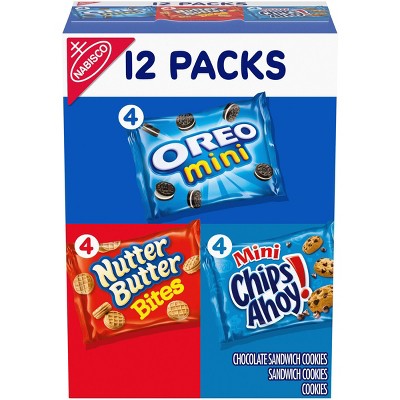 NABISCO
12 PACKS
4
OREO
mini
4
Nutter
Butter
Bites
4
Mini
Chips
Ahoy!
CHOCOLATE SANDWICH COOKIES
SANDWICH COOKIES
COOKIES